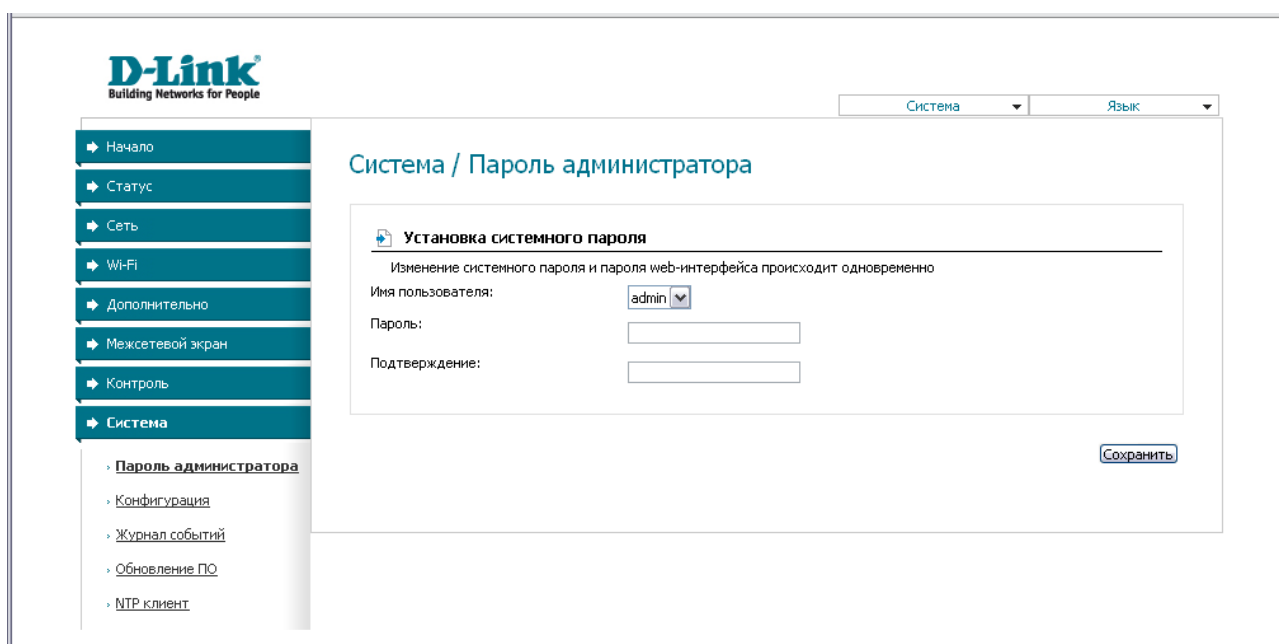 D-Link
Building Networks for People
Система
Язык
Начало
Статус
Сеть
Wi-Fi
Дополнительно
Межсетевой экран
Контроль
Система
Пароль администратора
Конфигурация
Журнал событий
Обновление ПО
NTP клиент
Система / Пароль администратора
Установка системного пароля
Изменение системного пароля и пароля web-интерфейса происходит одновременно
Имя пользователя: admin
Пароль:
Подтверждение:
Сохранить